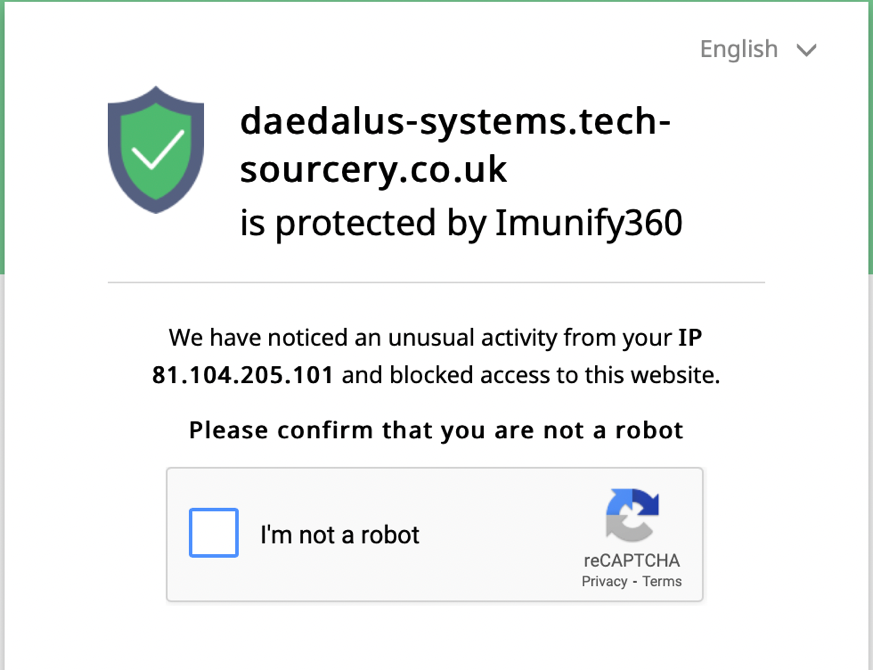 English
daedalus-systems.tech-
sourcery.co.uk
is protected by Imunify360
We have noticed an unusual activity from your IP
81.104.205.101 and blocked access to this website.
Please confirm that you are not a robot
I'm not a robot
reCAPTCHA
Privacy - Terms